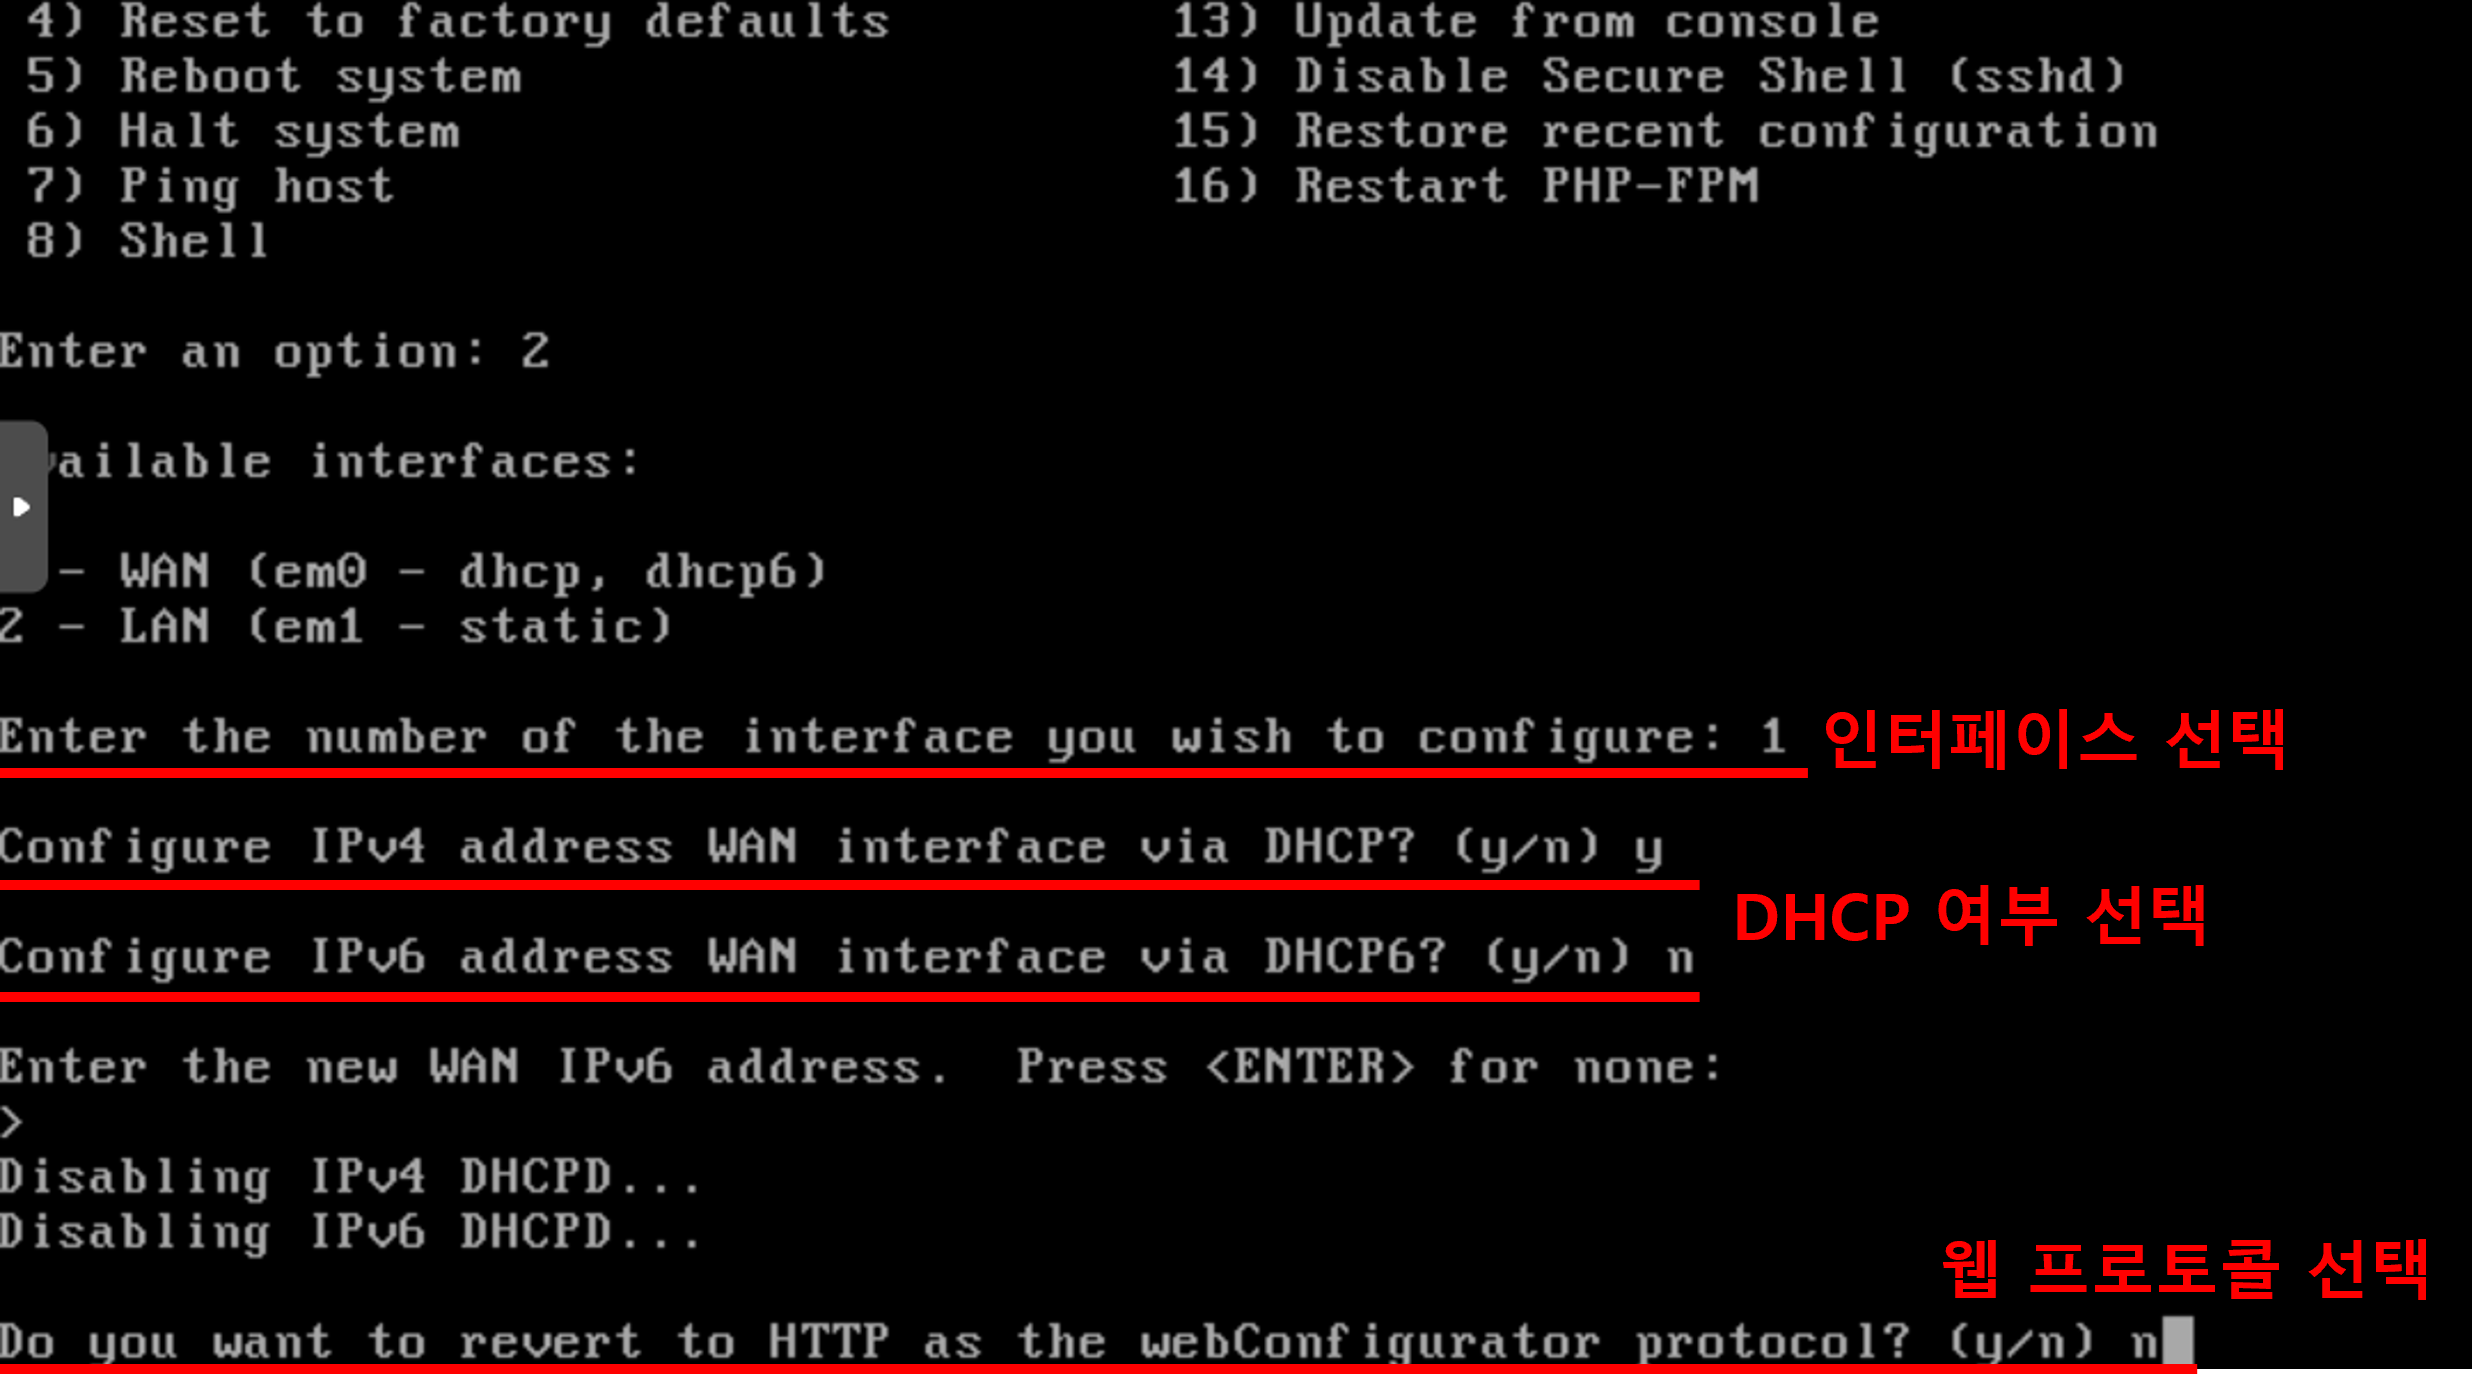 4) Reset to factory defaults 13) Update from console
5) Reboot system 14) Disable Secure Shell (sshd)
6) Halt system 15) Restore recent configuration
7) Ping host 16) Restart PHP-FPM
8) Shell
Enter an option: 2
vailable interfaces:
- WAN (em0 - dhcp, dhcp6)
2 - LAN (em1 - static)
Enter the number of the interface you wish to configure: 1 인터페이스 선택
Configure IPv4 address WAN interface via DHCP? (y/n) y
DHCP 여부 선택
Configure IPv6 address WAN interface via DHCP6? (y/n) n
Enter the new WAN IPv6 address. Press <ENTER> for none:
>
Disabling IPv4 DHCPD...
Disabling IPv6 DHCPD...
웹 프로토콜 선택
Do you want to revert to HTTP as the webConfigurator protocol? (y/n) n